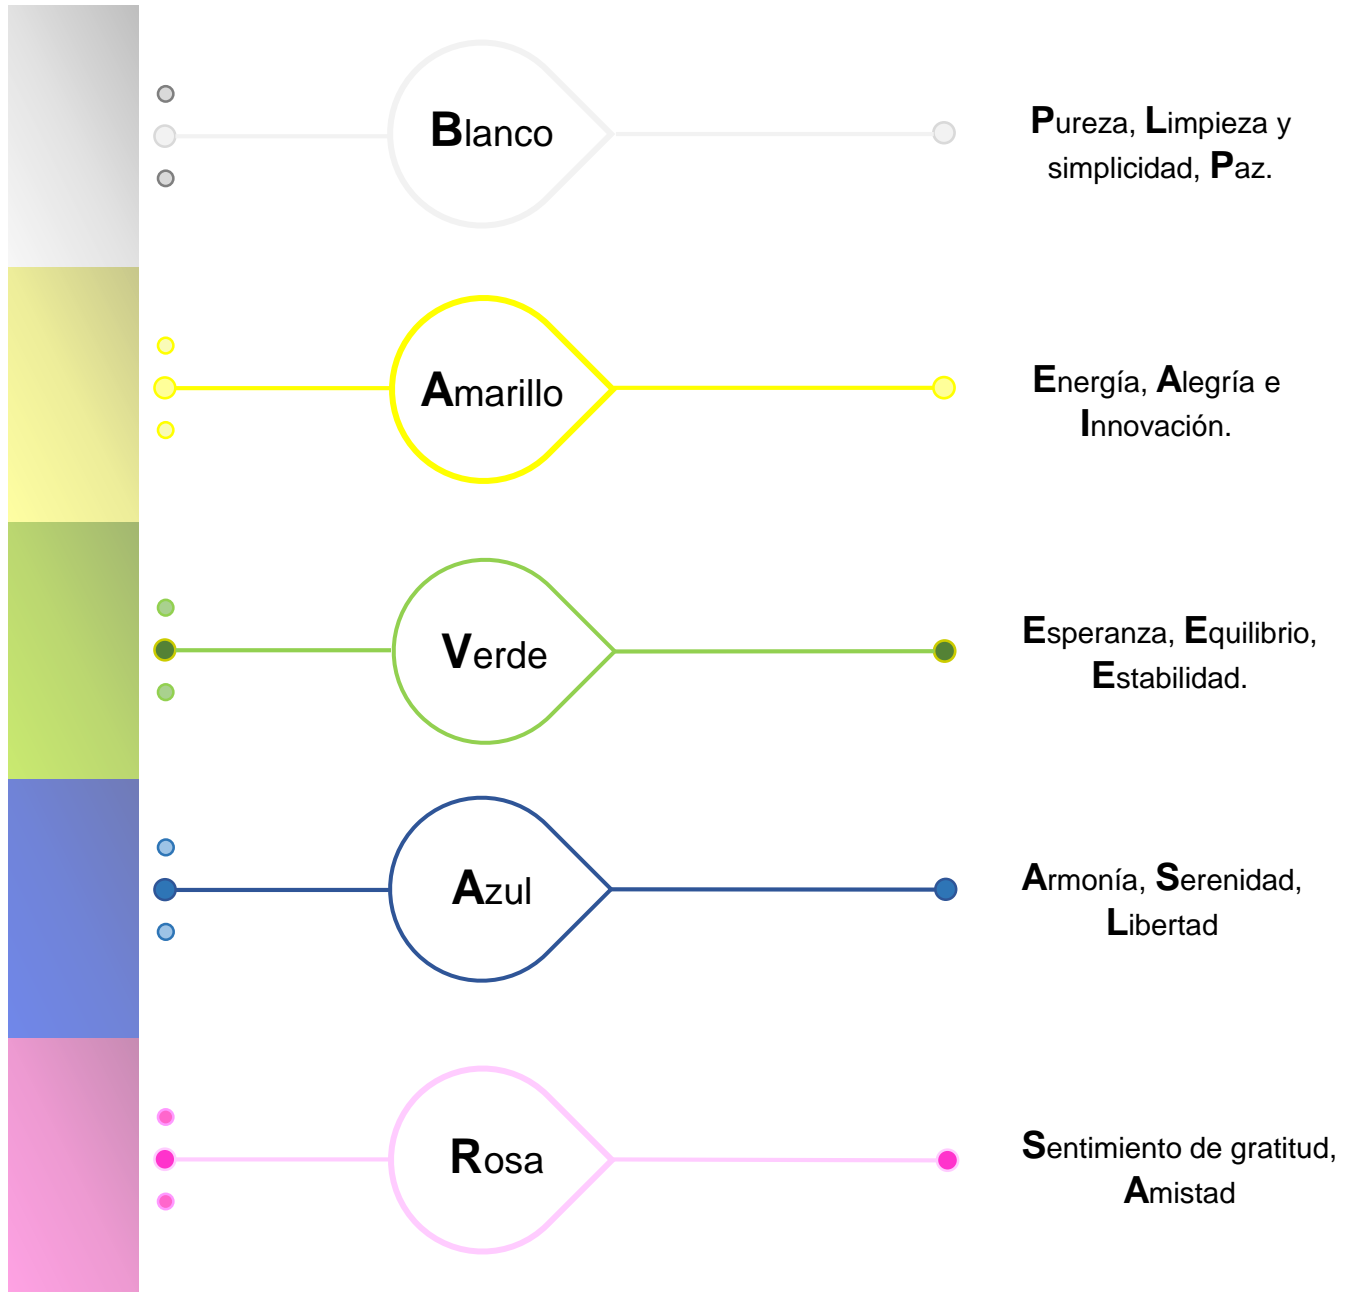 Blanco
Pureza, Limpieza y
simplicidad, Paz.
Amarillo
Energía, Alegría e
Innovación.
Verde
Esperanza, Equilibrio,
Estabilidad.
Azul
Armonía, Serenidad,
Libertad
Rosa
Sentimiento de gratitud,
Amistad